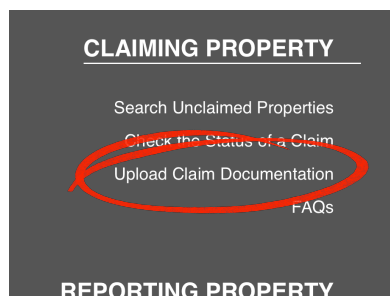 CLAIMING PROPERTY
Search Unclaimed Properties
Check the Status of a Claim
Upload Claim Documentation
FAQs
REPORTING PROPERTY